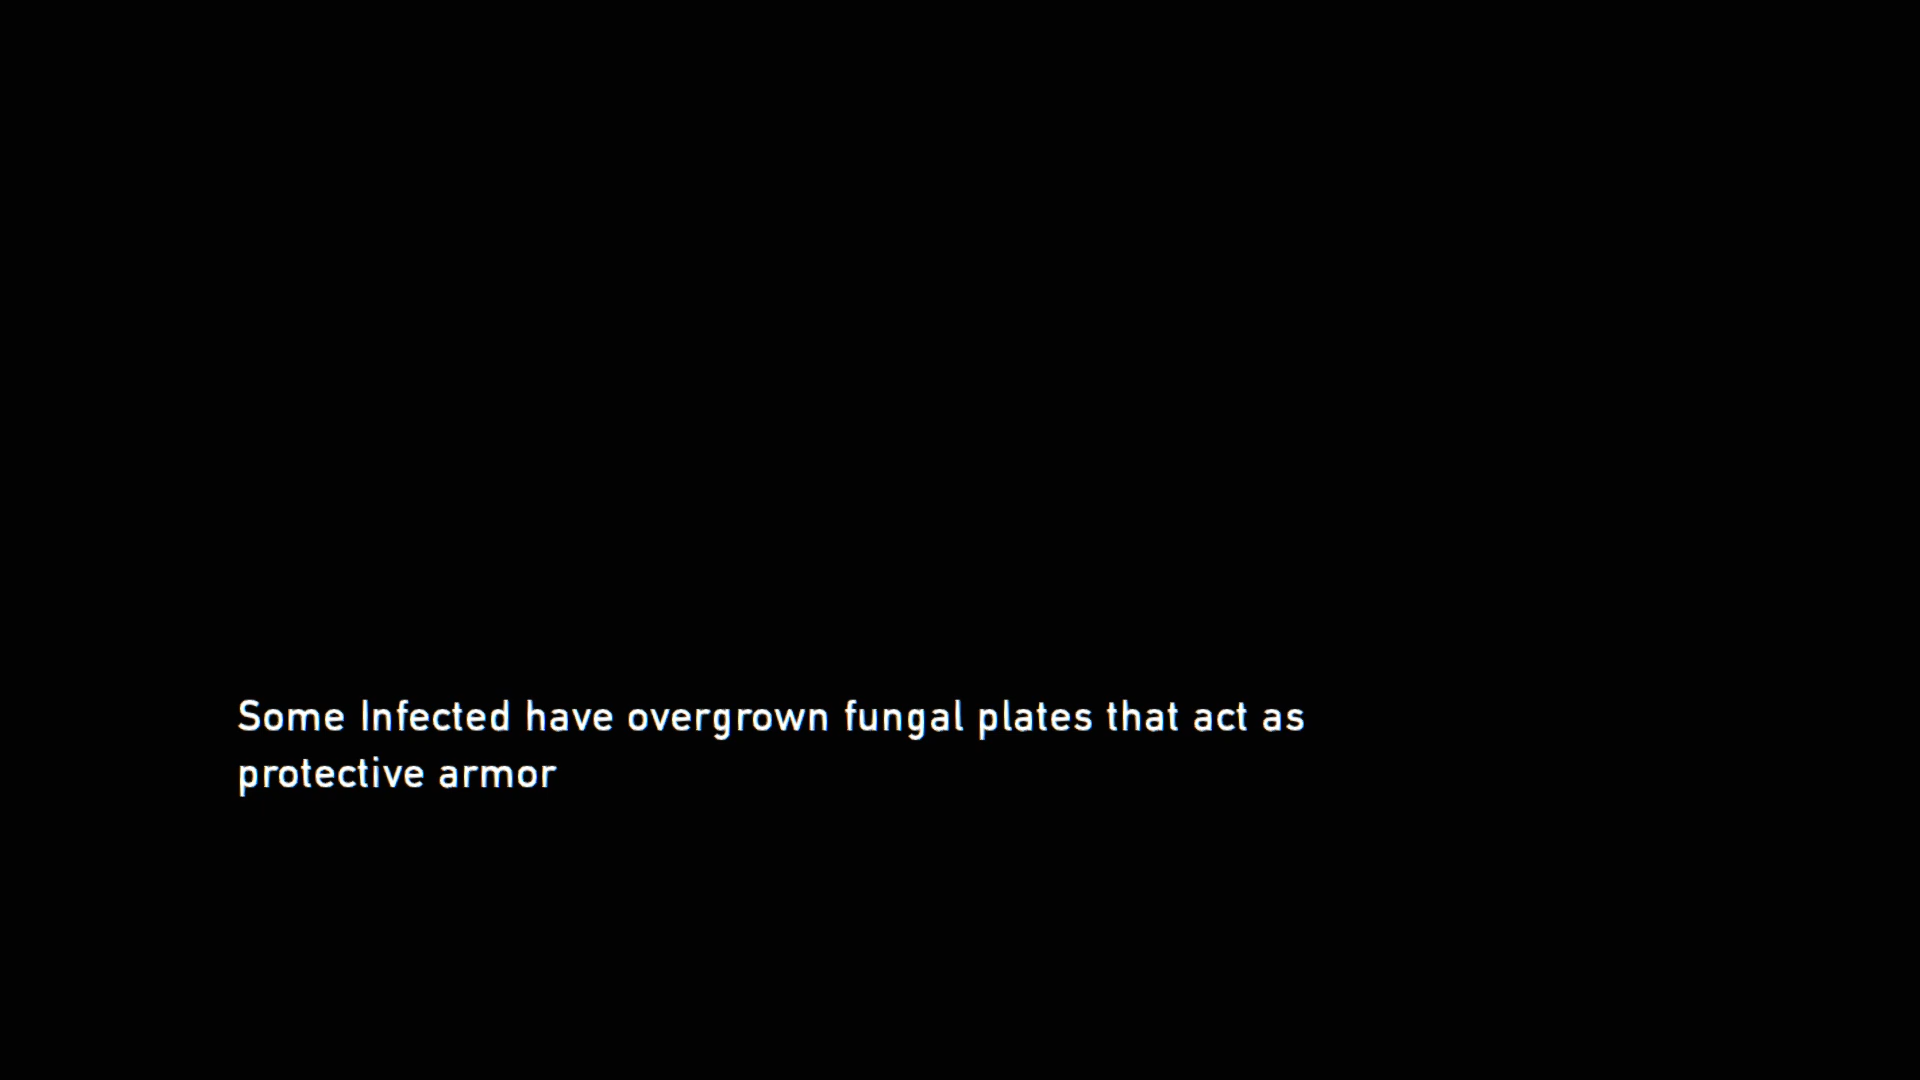 Some Infected have overgrown fungal plates that act as
protective armor